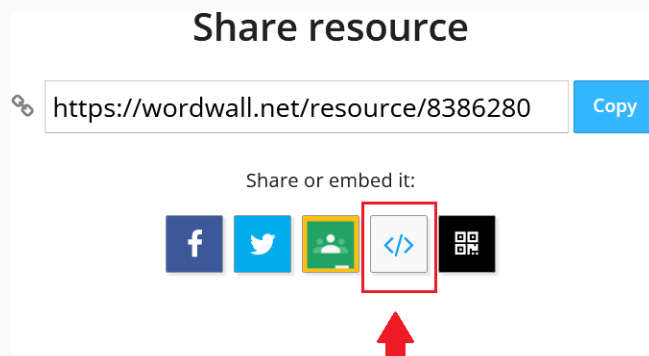 Share resource
https://wordwall.net/resource/8386280
Copy
Share or embed it:
f
</>